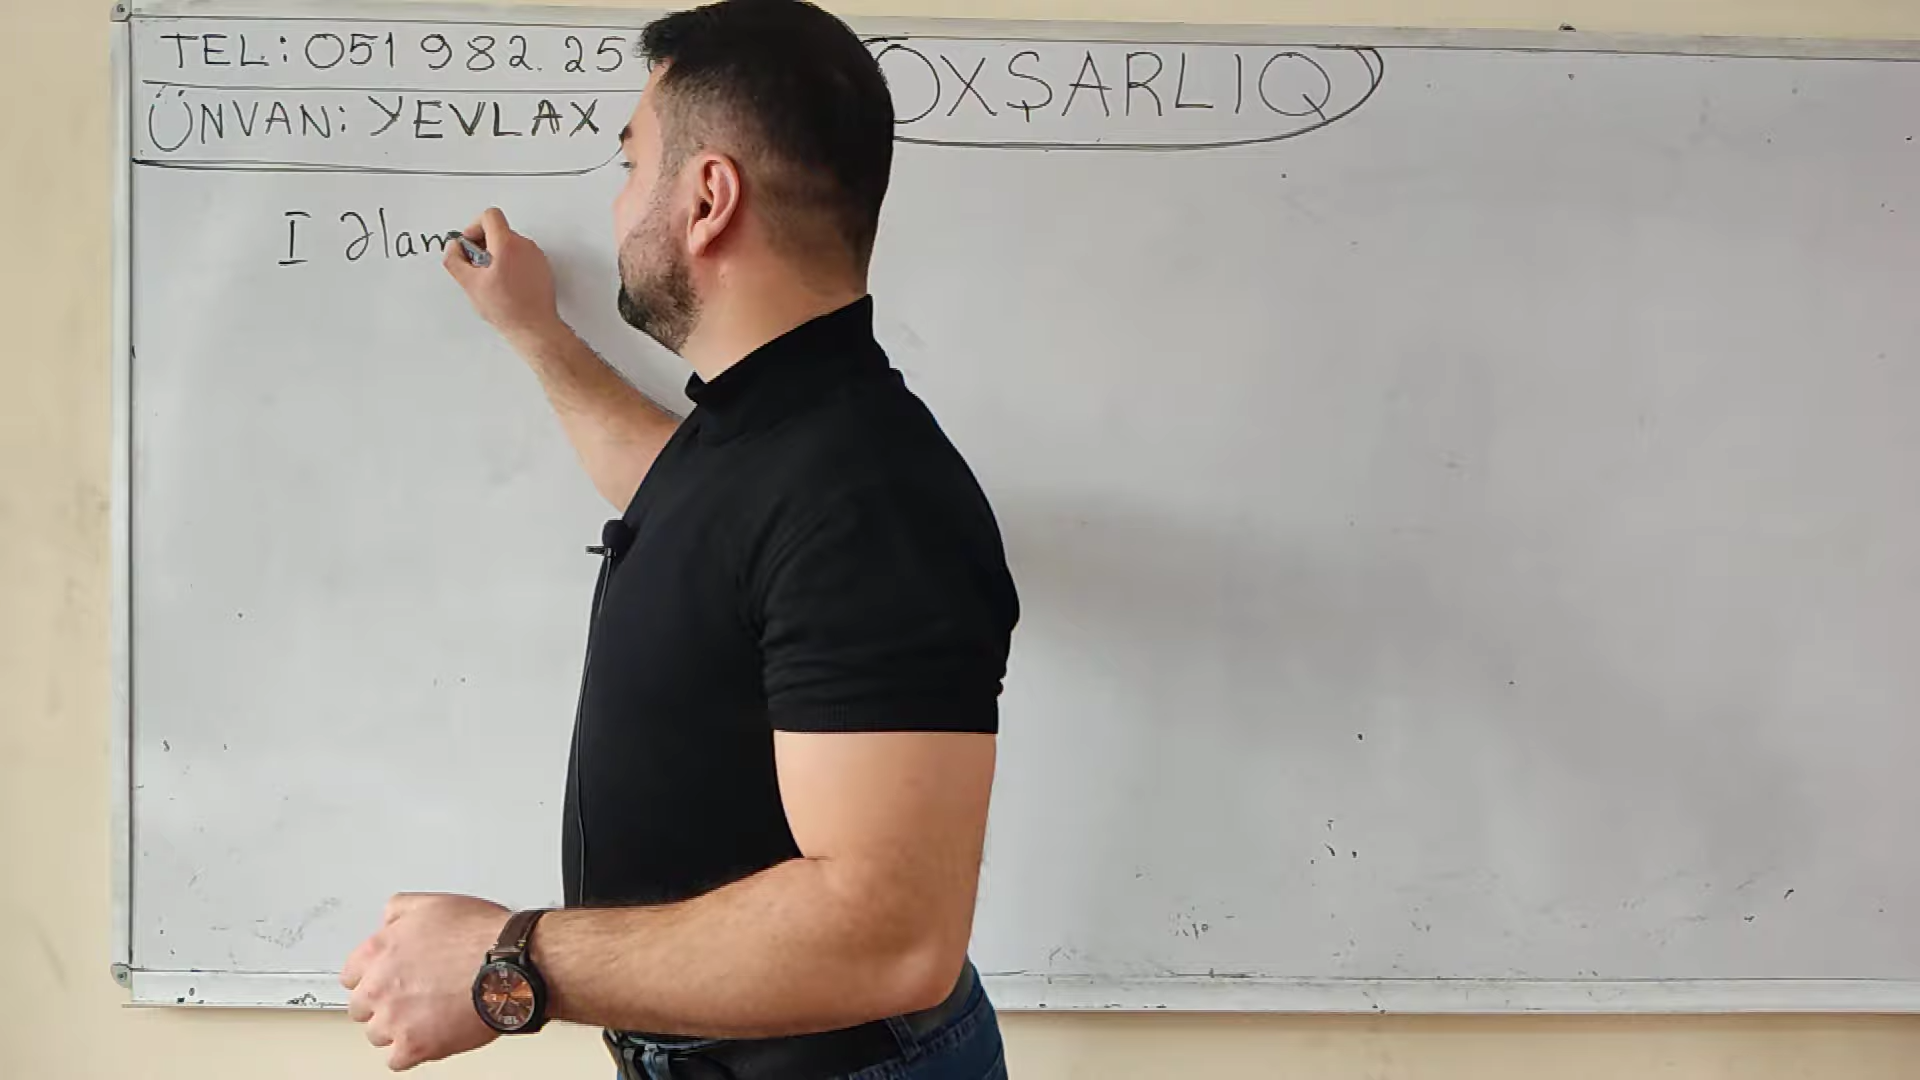 TEL: 051 982. 25
ÜNVAN: YEVLAX
OXŞARLIQ
I Əlam